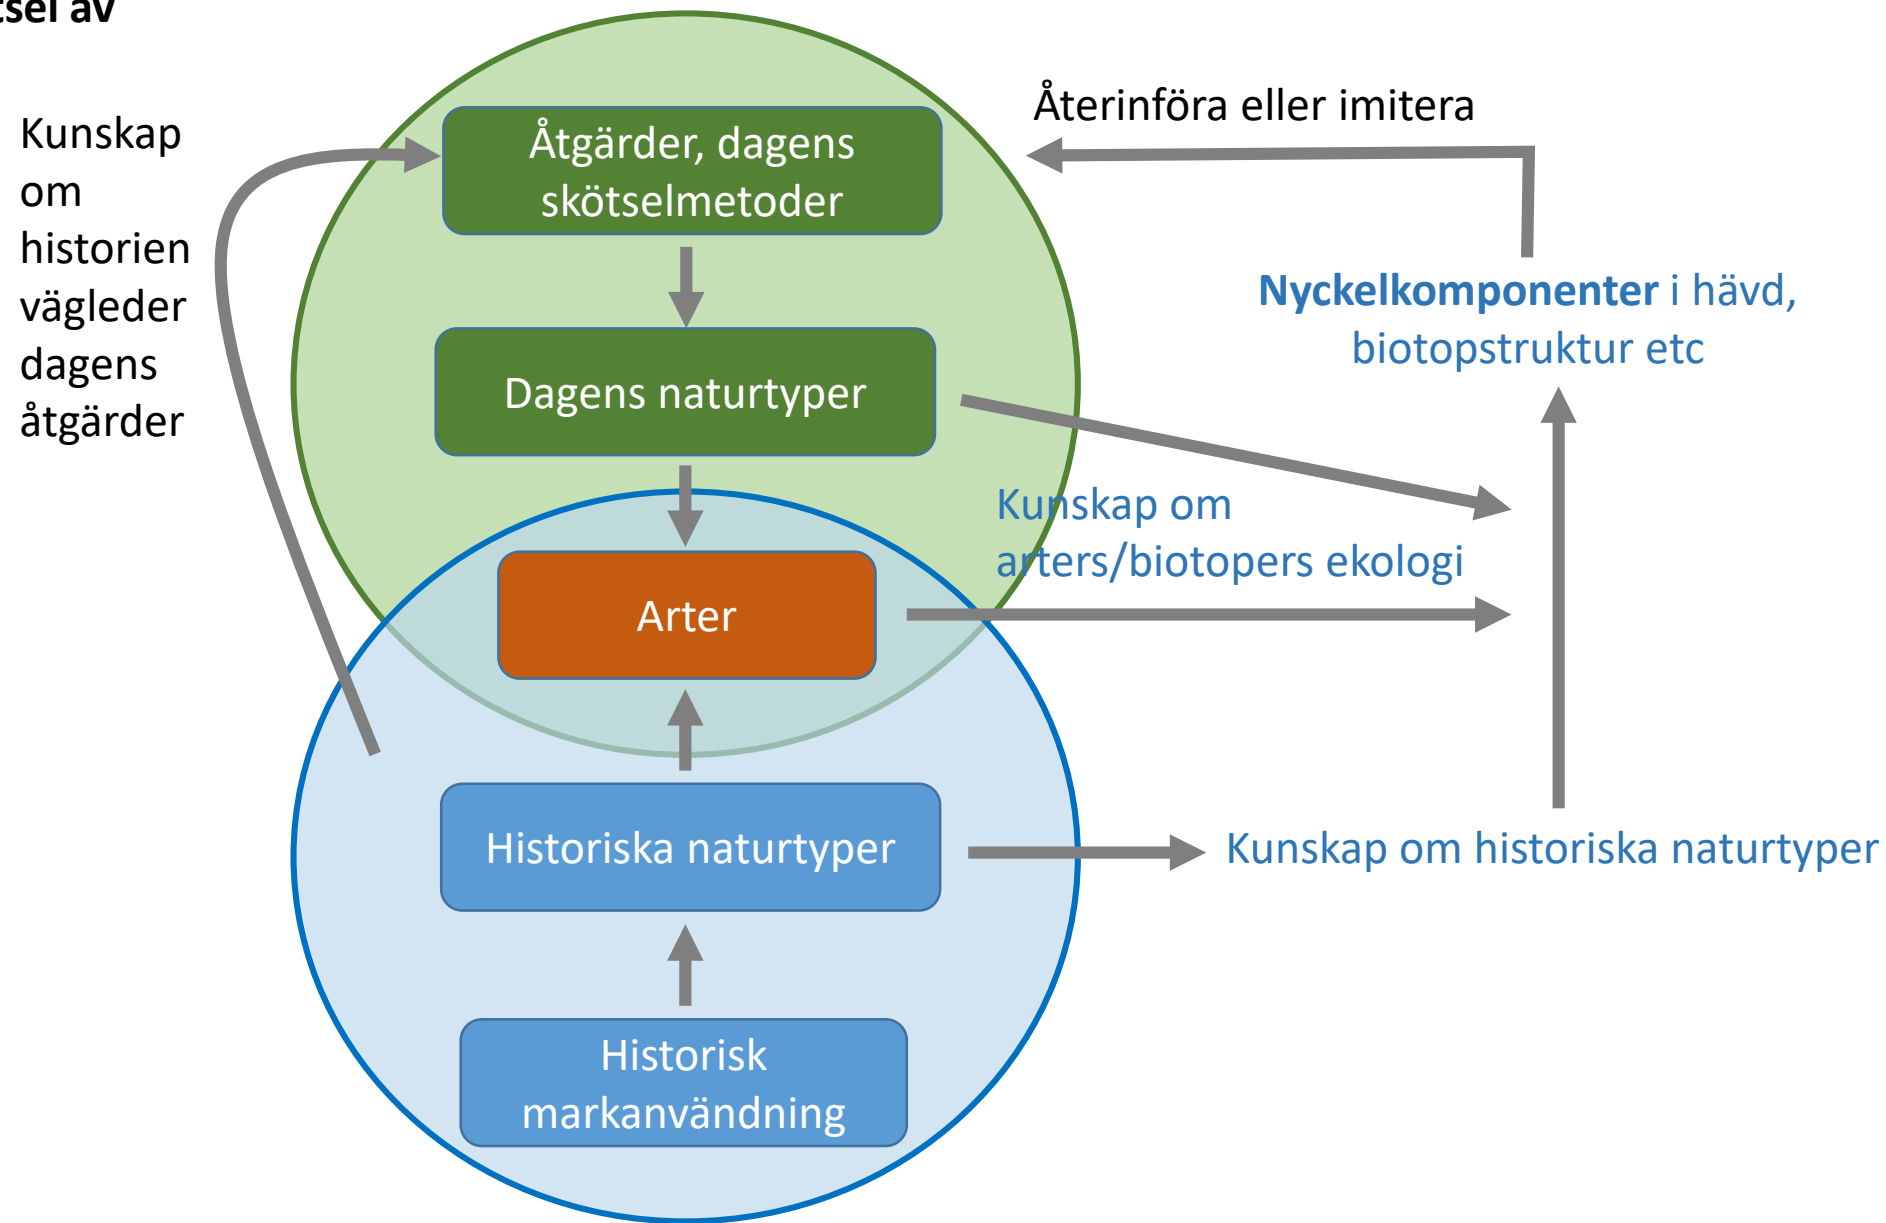 av
Kunskap
om
historien
vägleder
dagens
åtgärder
Åtgärder, dagens
skötselmetoder
Dagens naturtyper
Arter
Historiska naturtyper
Historisk
markanvändning
Återinföra eller imitera
Nyckelkomponenter i hävd,
biotopstruktur etc
Kunskap om
arters/biotopers ekologi
Kunskap om historiska naturtyper